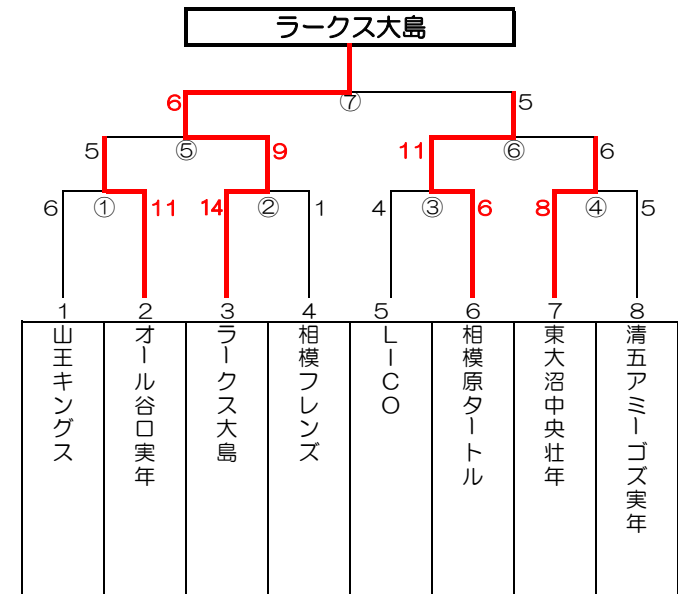 ラークス大島
6 ⑦ 5
5 ⑤ 9 11 ⑥ 6
6 ① 11 14 ② 1 4 ③ 6 8 ④ 5
1 2 3 4 5 6 7 8
山王キングス
オール谷口実年
ラークス大島
相模フレンズ
LICO
相模原タートル
東大沼中央壮年
清五アミーゴズ実年